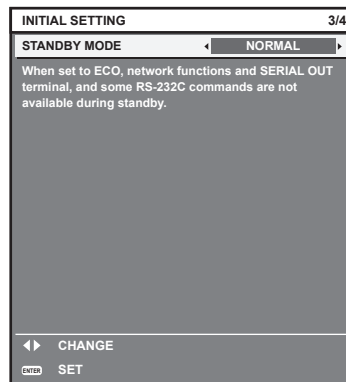 INITIAL SETTING 3/4
STANDBY MODE NORMAL
When set to ECO, network functions and SERIAL OUT
terminal, and some RS-232C commands are not
available during standby.
CHANGE
ENTER SET